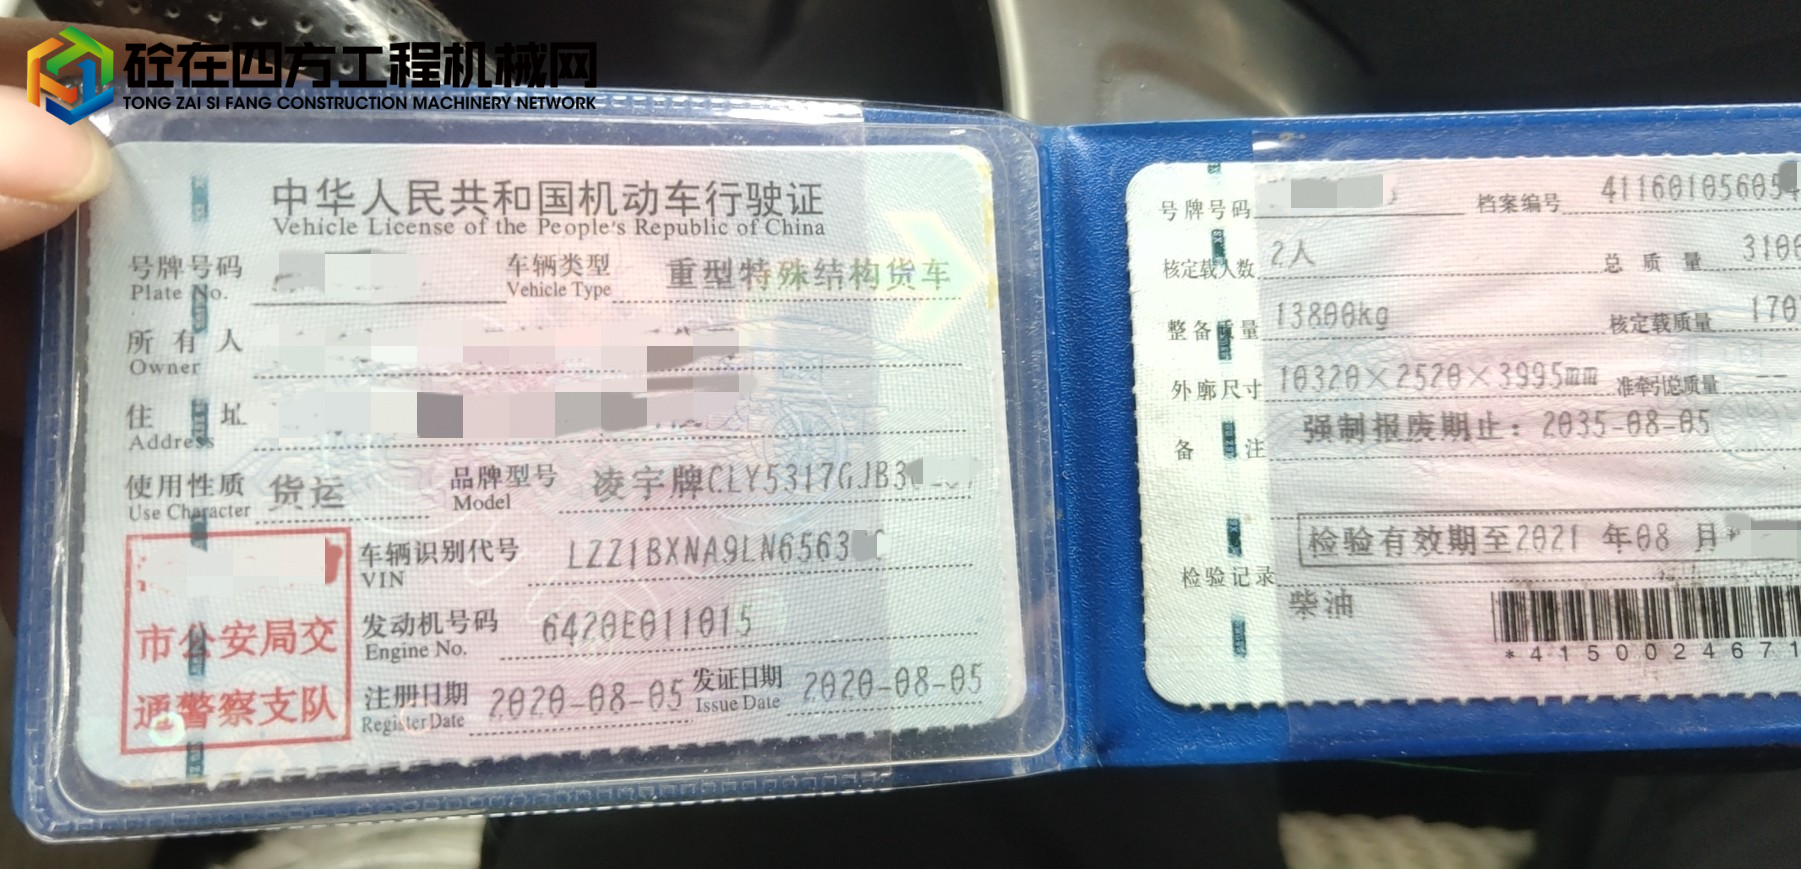 砼在四方工程机械网
TONG ZAI SI FANG CONSTRUCTION MACHINERY NETWORK
中华人民共和国机动车行驶证
Vehicle License of the People's Republic of China
号牌号码
Plate No.
车辆类型 重型特殊结构货车
Vehicle Type
所有人
Owner
住址
Address
使用性质 货运
Use Character
品牌型号 凌宇牌CLY5317GJB3
Model
车辆识别代号 LZZ1BXNA9LN6563
VIN
发动机号码 6420E011015
Engine No.
注册日期 2020-08-05
Register Date
发证日期 2020-08-05
Issue Date
市公安局交
通警察支队
号牌号码
档案编号 41160105605
核定载人数 2人
总质量 3100
整备质量 13800kg
核定载质量 170
外廓尺寸 10320×2520×3995mm
准牵引总质量 --
备注 强制报废期止：2035-08-05
检验有效期至2021 年08 月
检验记录
柴油
*41500024671